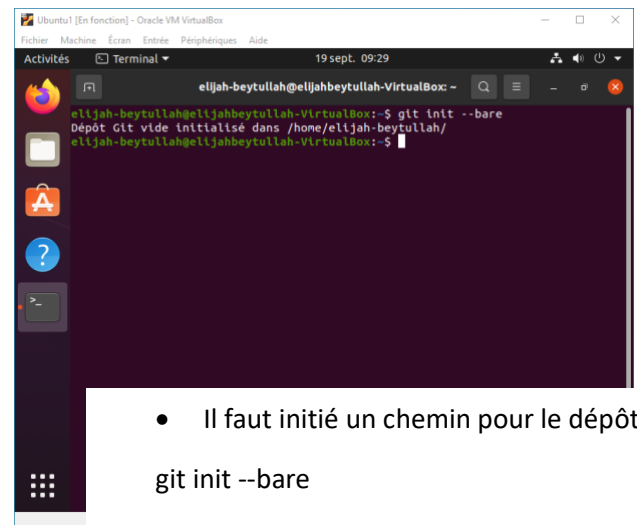 Ubuntu1 [En fonction] - Oracle VM VirtualBox
Fichier Machine Écran Entrée Périphériques Aide
Activités Terminal 19 sept. 09:29
elijah-beytullah@elijahbeytullah-VirtualBox: ~
elijah-beytullah@elijahbeytullah-VirtualBox:~$ git init --bare
Dépôt Git vide initialisé dans /home/elijah-beytullah/
elijah-beytullah@elijahbeytullah-VirtualBox:~$
• Il faut initié un chemin pour le dépôt
git init --bare